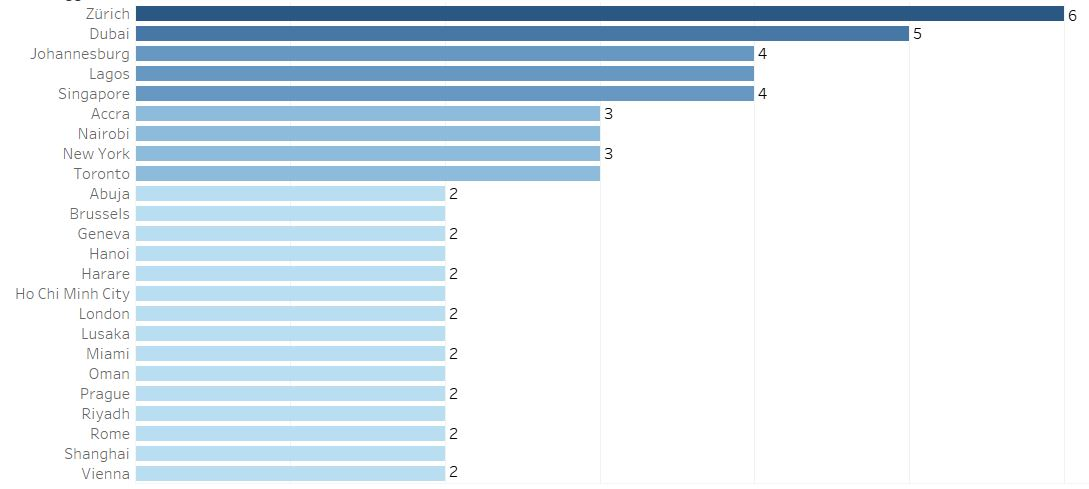 Zürich 6
Dubai 5
Johannesburg 4
Lagos
Singapore 4
Accra 3
Nairobi
New York 3
Toronto
Abuja 2
Brussels
Geneva 2
Hanoi
Harare 2
Ho Chi Minh City
London 2
Lusaka
Miami 2
Oman
Prague 2
Riyadh
Rome 2
Shanghai
Vienna 2